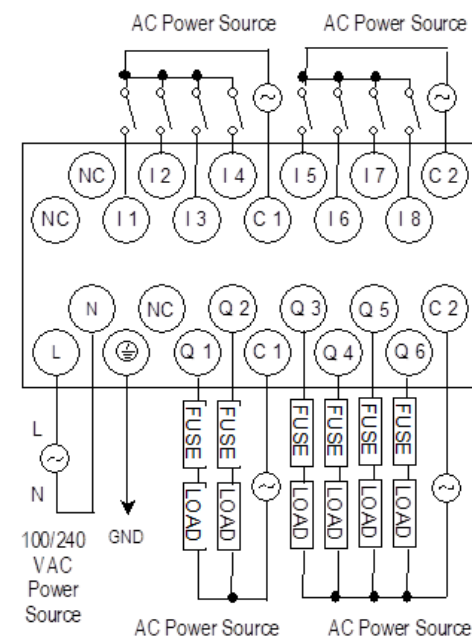 AC Power Source AC Power Source
NC I 2 I 4 I 5 I 7 C 2
NC I 1 I 3 C 1 I 6 I 8
N NC Q 2 Q 3 Q 5 C 2
L Q 1 C 1 Q 4 Q 6
FUSE FUSE FUSE FUSE FUSE FUSE
L
LOAD LOAD LOAD LOAD LOAD LOAD
N
100/240
VAC
Power
Source
GND
AC Power Source AC Power Source